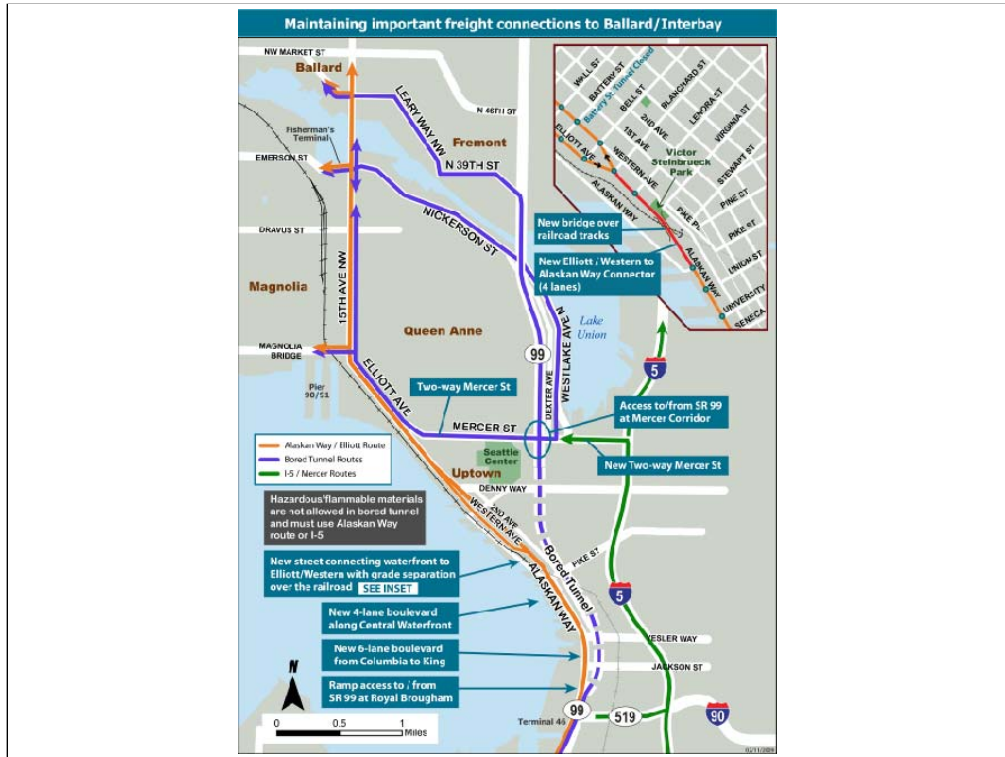 Maintaining important freight connections to Ballard/Interbay
NW MARKET ST
Ballard
LEARY WAY NW
N 46TH ST
Fisherman's
Terminal
Fremont
EMERSON ST
N 39TH ST
NICKERSON ST
DRAVUS ST
Magnolia
15TH AVE NW
Queen Anne
WESTLAKE AVE N
Lake
Union
MAGNOLIA
BRIDGE
99
DEXTER AVE
5
Pier
90/91
ELLIOTT AVE
Two-way Mercer St
Access to/from SR 99
at Mercer Corridor
MERCER ST
Seattle
Center
New Two-way Mercer St
Alaskan Way / Elliott Route
Bored Tunnel Routes
I-5 / Mercer Routes
Uptown
DENNY WAY
Hazardous/flammable materials
are not allowed in bored tunnel
and must use Alaskan Way
route or I-5
2ND AVE
WESTERN AVE
New street connecting waterfront to
Elliott/Western with grade separation
over the railroad SEE INSET
PIKE ST
Bored Tunnel
ALASKAN WAY
5
New 4-lane boulevard
along Central Waterfront
YESLER WAY
New 6-lane boulevard
from Columbia to King
JACKSON ST
Ramp access to / from
SR 99 at Royal Brougham
N
99
519
90
Terminal 46
0 0.5 1
Miles
WALL ST
BATTERY ST
Battery St Tunnel Closed
BELL ST
BLANCHARD ST
LENORA ST
VIRGINIA ST
2ND AVE
1ST AVE
ELLIOTT AVE
WESTERN AVE
Victor
Steinbrueck
Park
STEWART ST
ALASKAN WAY
PINE ST
PIKE PL
PIKE ST
New bridge over
railroad tracks
New Elliott / Western to
Alaskan Way Connector
(4 lanes)
UNION ST
ALASKAN WAY
UNIVERSITY
SENECA